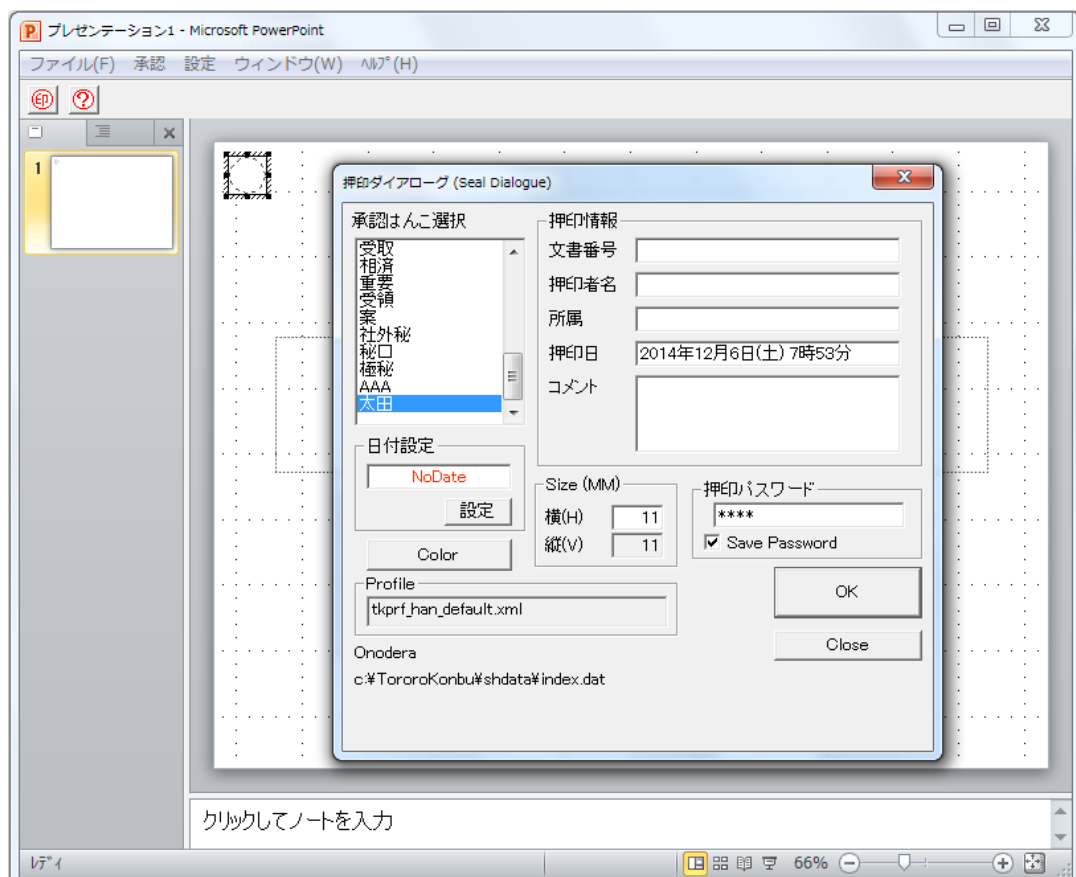 プレゼンテーション1 - Microsoft PowerPoint
ファイル(F) 承認 設定 ウィンドウ(W) ﾍﾙﾌﾟ(H)
印 ?
1
押印ダイアローグ (Seal Dialogue)
承認はんこ選択
受取
相済
重要
受領
案
社外秘
秘口
極秘
AAA
太田
日付設定
NoDate
設定
Color
押印情報
文書番号
押印者名
所属
押印日 2014年12月6日(土) 7時53分
コメント
Size (MM)
横(H) 11
縦(V) 11
押印パスワード
****
Save Password
Profile
tkprf_han_default.xml
OK
Close
Onodera
c:¥TororoKonbu¥shdata¥index.dat
クリックしてノートを入力
ﾚﾃﾞｨ 66%